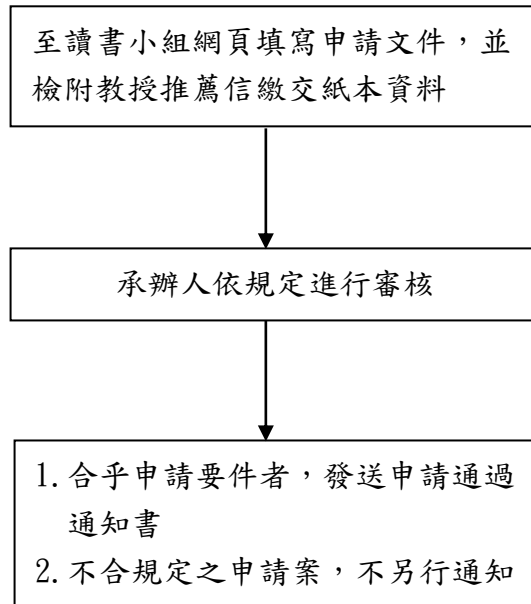 至讀書小組網頁填寫申請文件，並
檢附教授推薦信繳交紙本資料
承辦人依規定進行審核
1. 合乎申請要件者，發送申請通過
通知書
2. 不合規定之申請案，不另行通知